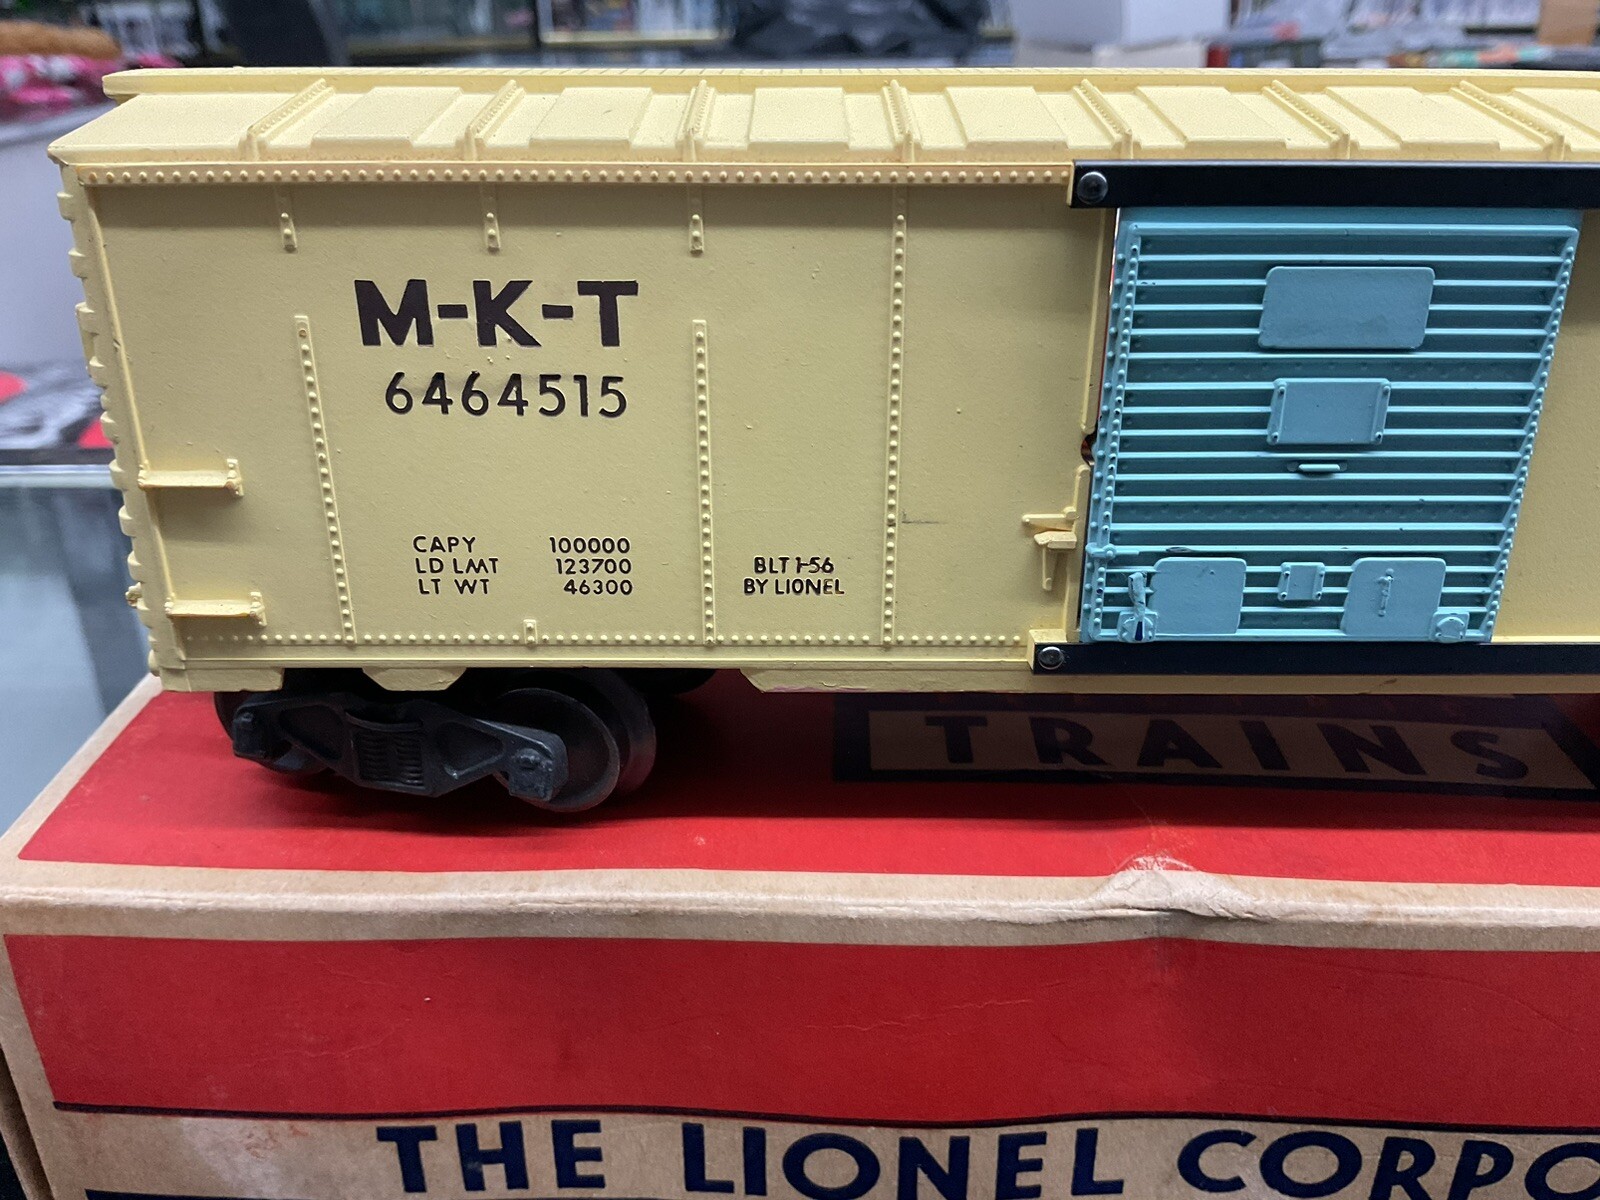 M-K-T
6464515
CAPY 100000
LD LMT 123700
LT WT 46300
BLT 1-56
BY LIONEL
TRAINS
THE LIONEL CORPO